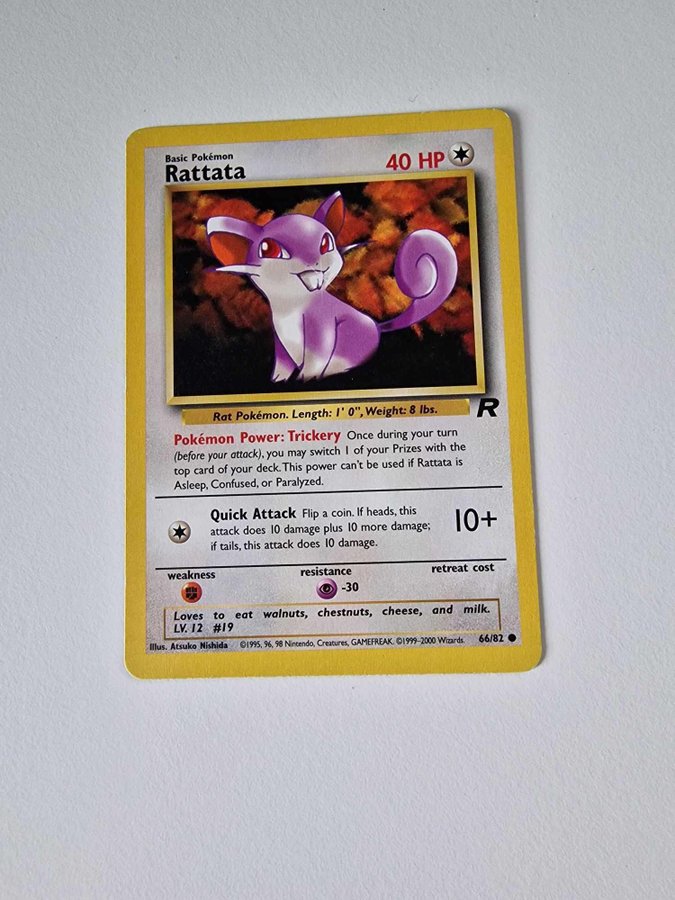 Basic Pokémon
Rattata
40 HP
Rat Pokémon. Length: 1' 0", Weight: 8 lbs.
R
Pokémon Power: Trickery Once during your turn
(before your attack), you may switch 1 of your Prizes with the
top card of your deck. This power can't be used if Rattata is
Asleep, Confused, or Paralyzed.
Quick Attack Flip a coin. If heads, this
attack does 10 damage plus 10 more damage;
if tails, this attack does 10 damage.
10+
weakness resistance retreat cost
-30
Loves to eat walnuts, chestnuts, cheese, and milk.
LV. 12 #19
Illus. Atsuko Nishida ©1995, 96, 98 Nintendo, Creatures, GAMEFREAK. ©1999-2000 Wizards. 66/82